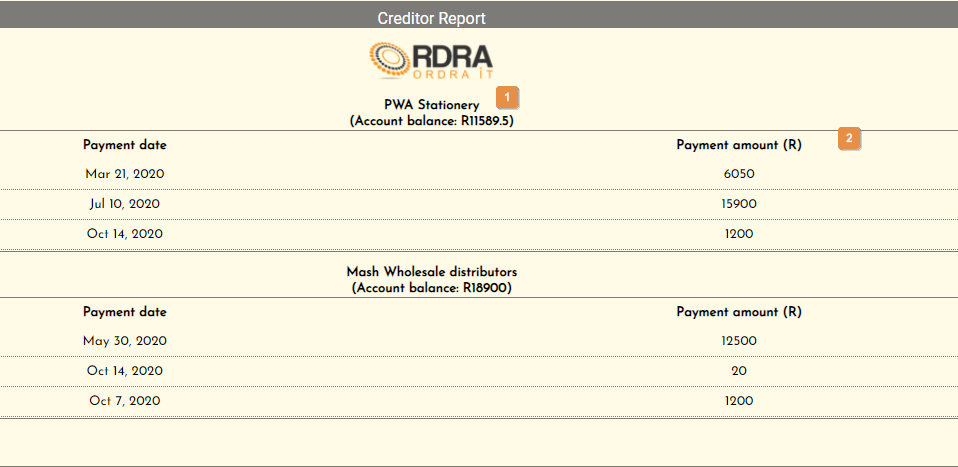 Creditor Report
RDRA
ORDRA IT
PWA Stationery 1
(Account balance: R11589.5)
Payment date Payment amount (R) 2
Mar 21, 2020 6050
Jul 10, 2020 15900
Oct 14, 2020 1200
Mash Wholesale distributors
(Account balance: R18900)
Payment date Payment amount (R)
May 30, 2020 12500
Oct 14, 2020 20
Oct 7, 2020 1200